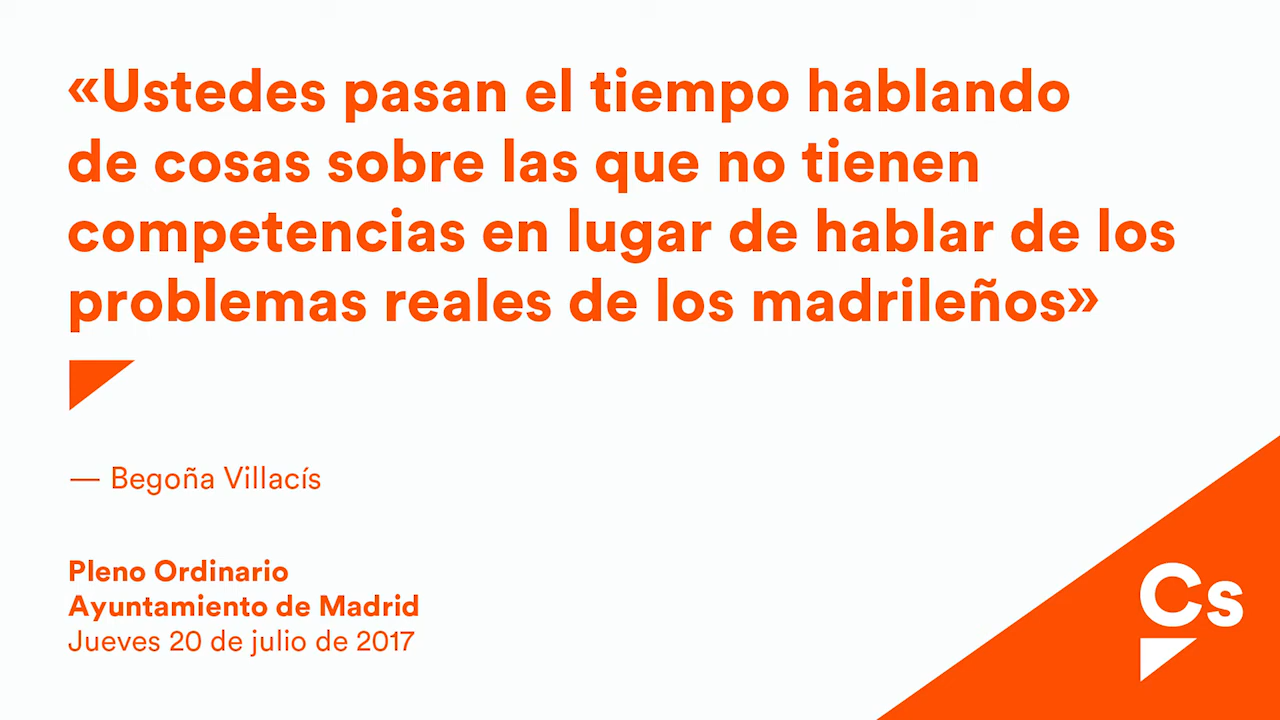 «Ustedes pasan el tiempo hablando
de cosas sobre las que no tienen
competencias en lugar de hablar de los
problemas reales de los madrileños»
— Begoña Villacís
Pleno Ordinario
Ayuntamiento de Madrid
Jueves 20 de julio de 2017
Cs